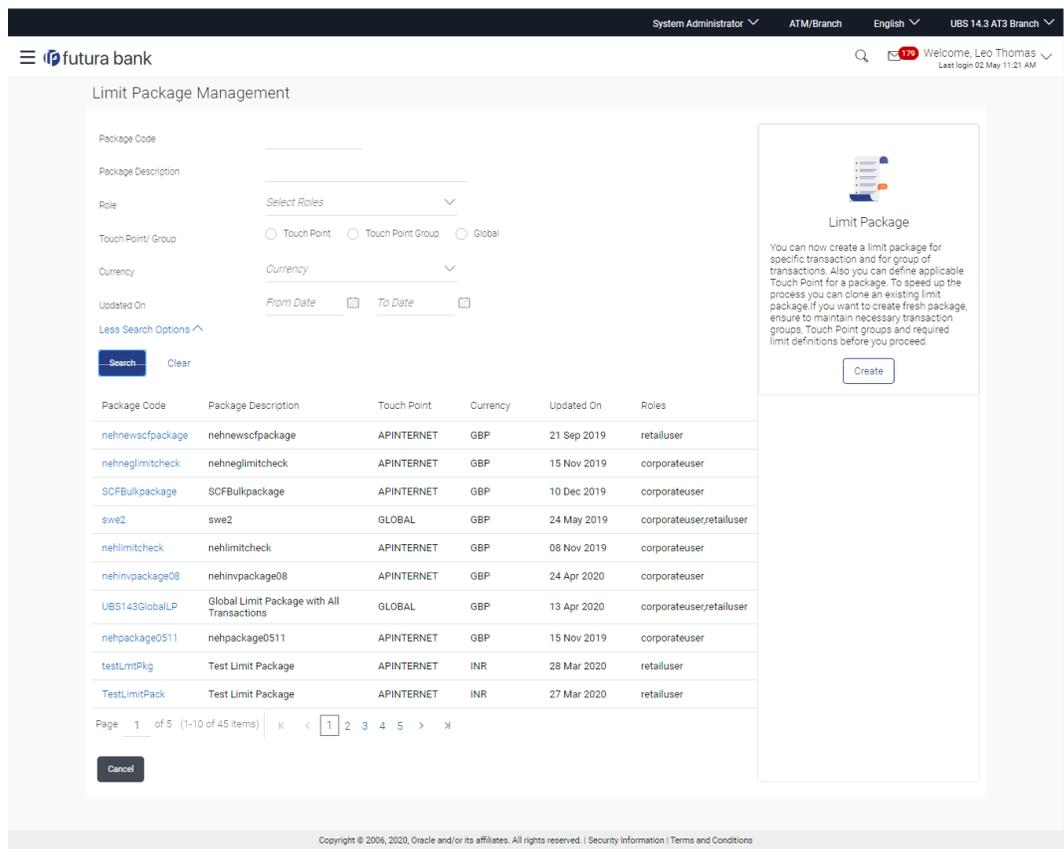 System Administrator ATM/Branch English UBS 14.3 AT3 Branch
futura bank 179 Welcome, Leo Thomas
Last login 02 May 11:21 AM
Limit Package Management
Package Code
Package Description
Role Select Roles
Touch Point/ Group Touch Point Touch Point Group Global
Currency Currency
Updated On From Date To Date
Less Search Options
Search Clear
Limit Package
You can now create a limit package for
specific transaction and for group of
transactions. Also you can define applicable
Touch Point for a package. To speed up the
process you can clone an existing limit
package.If you want to create fresh package,
ensure to maintain necessary transaction
groups, Touch Point groups and required
limit definitions before you proceed.
Create
Package Code Package Description Touch Point Currency Updated On Roles
nehnewscfpackage nehnewscfpackage APINTERNET GBP 21 Sep 2019 retailuser
nehneglimitcheck nehneglimitcheck APINTERNET GBP 15 Nov 2019 corporateuser
SCFBulkpackage SCFBulkpackage APINTERNET GBP 10 Dec 2019 corporateuser
swe2 swe2 GLOBAL GBP 24 May 2019 corporateuser,retailuser
nehlimitcheck nehlimitcheck APINTERNET GBP 08 Nov 2019 corporateuser
nehinvpackage08 nehinvpackage08 APINTERNET GBP 24 Apr 2020 corporateuser
UBS143GlobalLP Global Limit Package with All Transactions GLOBAL GBP 13 Apr 2020 corporateuser,retailuser
nehpackage0511 nehpackage0511 APINTERNET GBP 15 Nov 2019 corporateuser
testLmtPkg Test Limit Package APINTERNET INR 28 Mar 2020 retailuser
TestLimitPack Test Limit Package APINTERNET INR 27 Mar 2020 retailuser
Page 1 of 5 (1-10 of 45 items) 1 2 3 4 5
Cancel
Copyright © 2006, 2020, Oracle and/or its affiliates. All rights reserved. | Security Information | Terms and Conditions